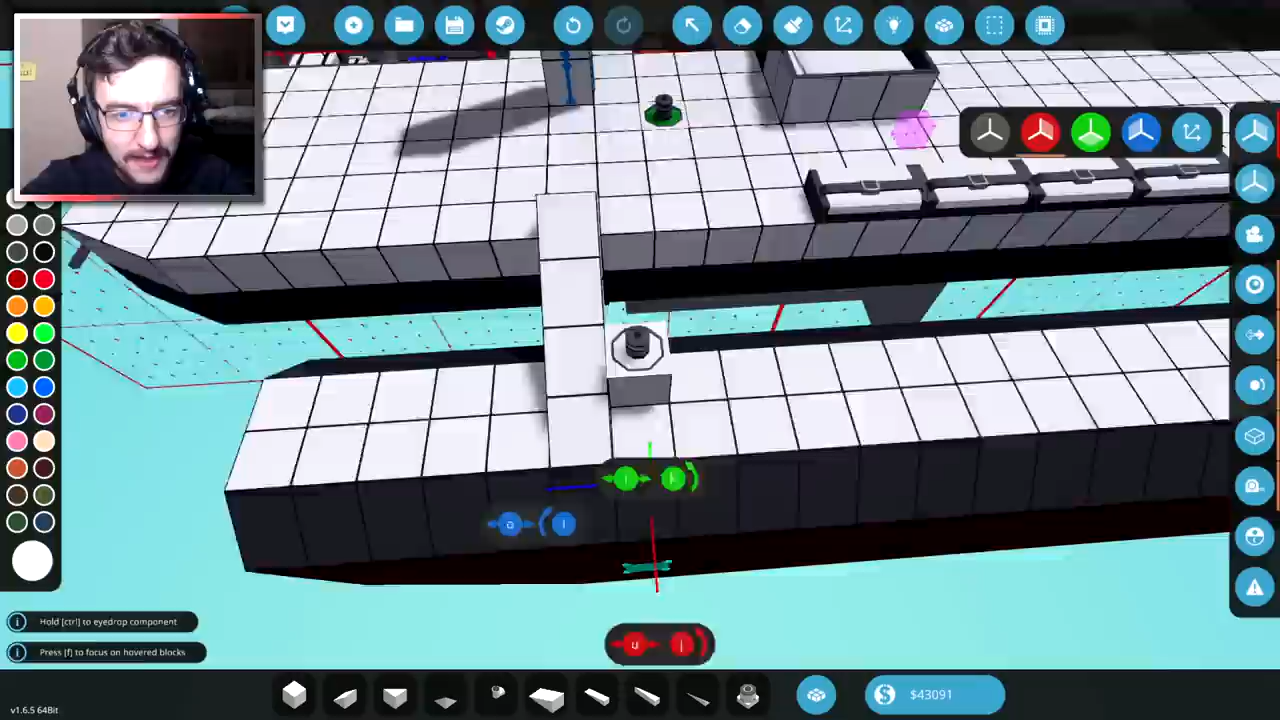 Hold [ctrl] to eyedrop component
Press [f] to focus on hovered blocks
u
$43091
v1.6.5 64Bit